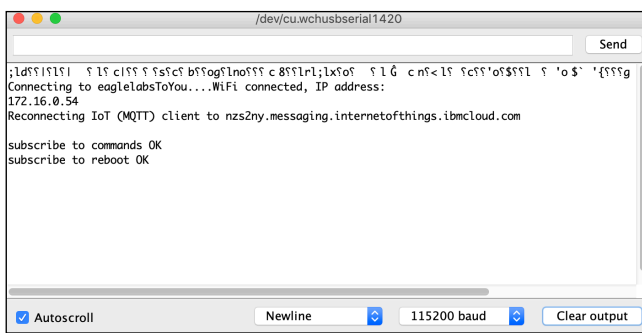 /dev/cu.wchusbserial1420
Send
Connecting to eaglelabsToYou....WiFi connected, IP address:
172.16.0.54
Reconnecting IoT (MQTT) client to nzs2ny.messaging.internetofthings.ibmcloud.com
subscribe to commands OK
subscribe to reboot OK
Autoscroll
Newline
115200 baud
Clear output